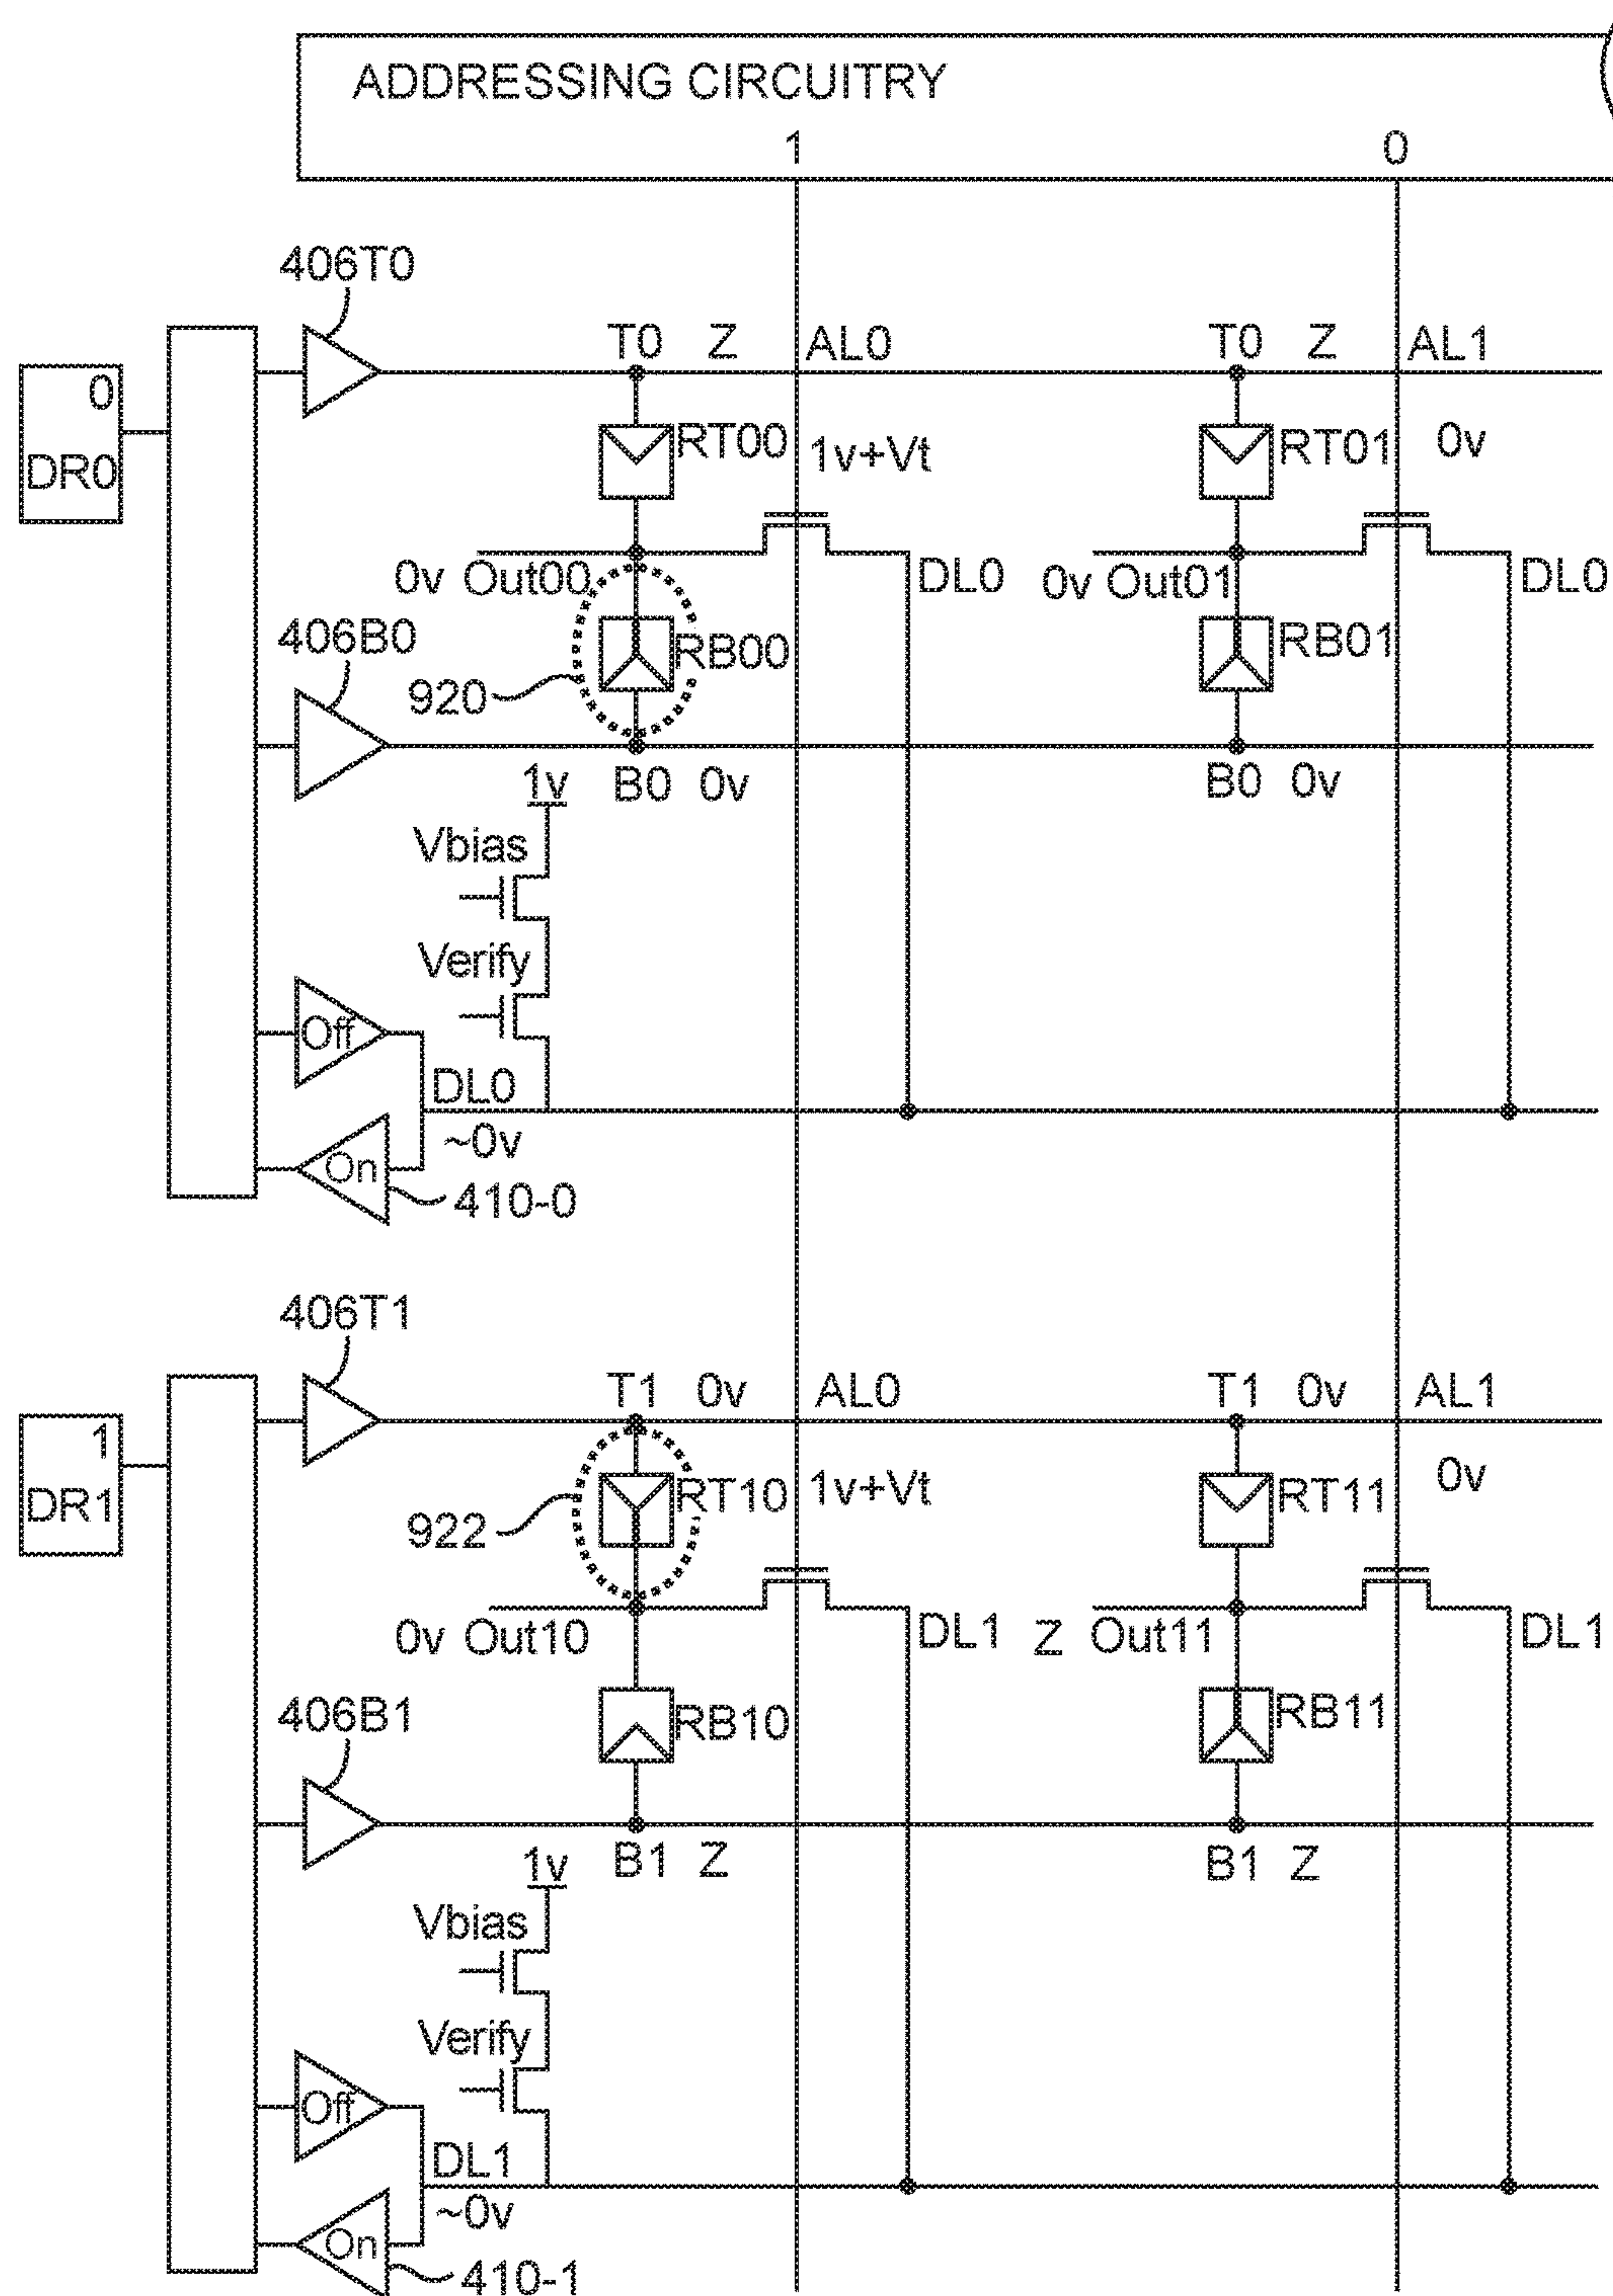 ADDRESSING CIRCUITRY
1 0
406T0
T0 Z AL0 T0 Z AL1
0
DR0
RT00 1v+Vt RT01 0v
0v Out00 DL0 0v Out01 DL0
406B0 RB00 RB01
920
B0 0v B0 0v
1v
Vbias
Verify
Off
DL0
~0v
On
410-0
406T1
T1 0v AL0 T1 0v AL1
1
DR1
RT10 1v+Vt RT11 0v
922
0v Out10 DL1 Z Out11 DL1
406B1 RB10 RB11
B1 Z B1 Z
1v
Vbias
Verify
Off
DL1
~0v
On
410-1